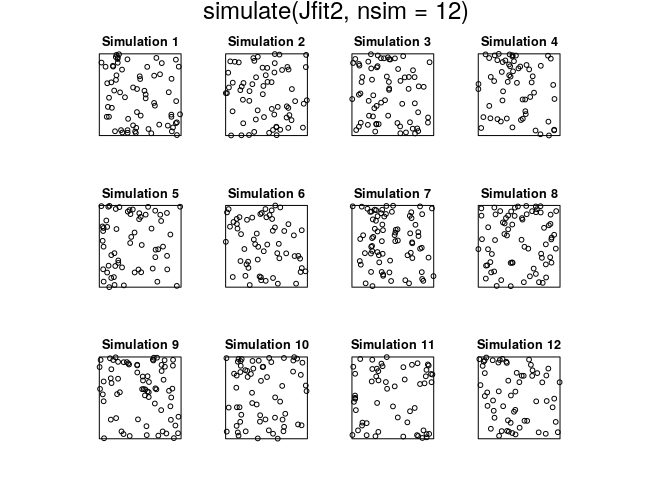 simulate(Jfit2, nsim = 12)
Simulation 1 Simulation 2 Simulation 3 Simulation 4
Simulation 5 Simulation 6 Simulation 7 Simulation 8
Simulation 9 Simulation 10 Simulation 11 Simulation 12